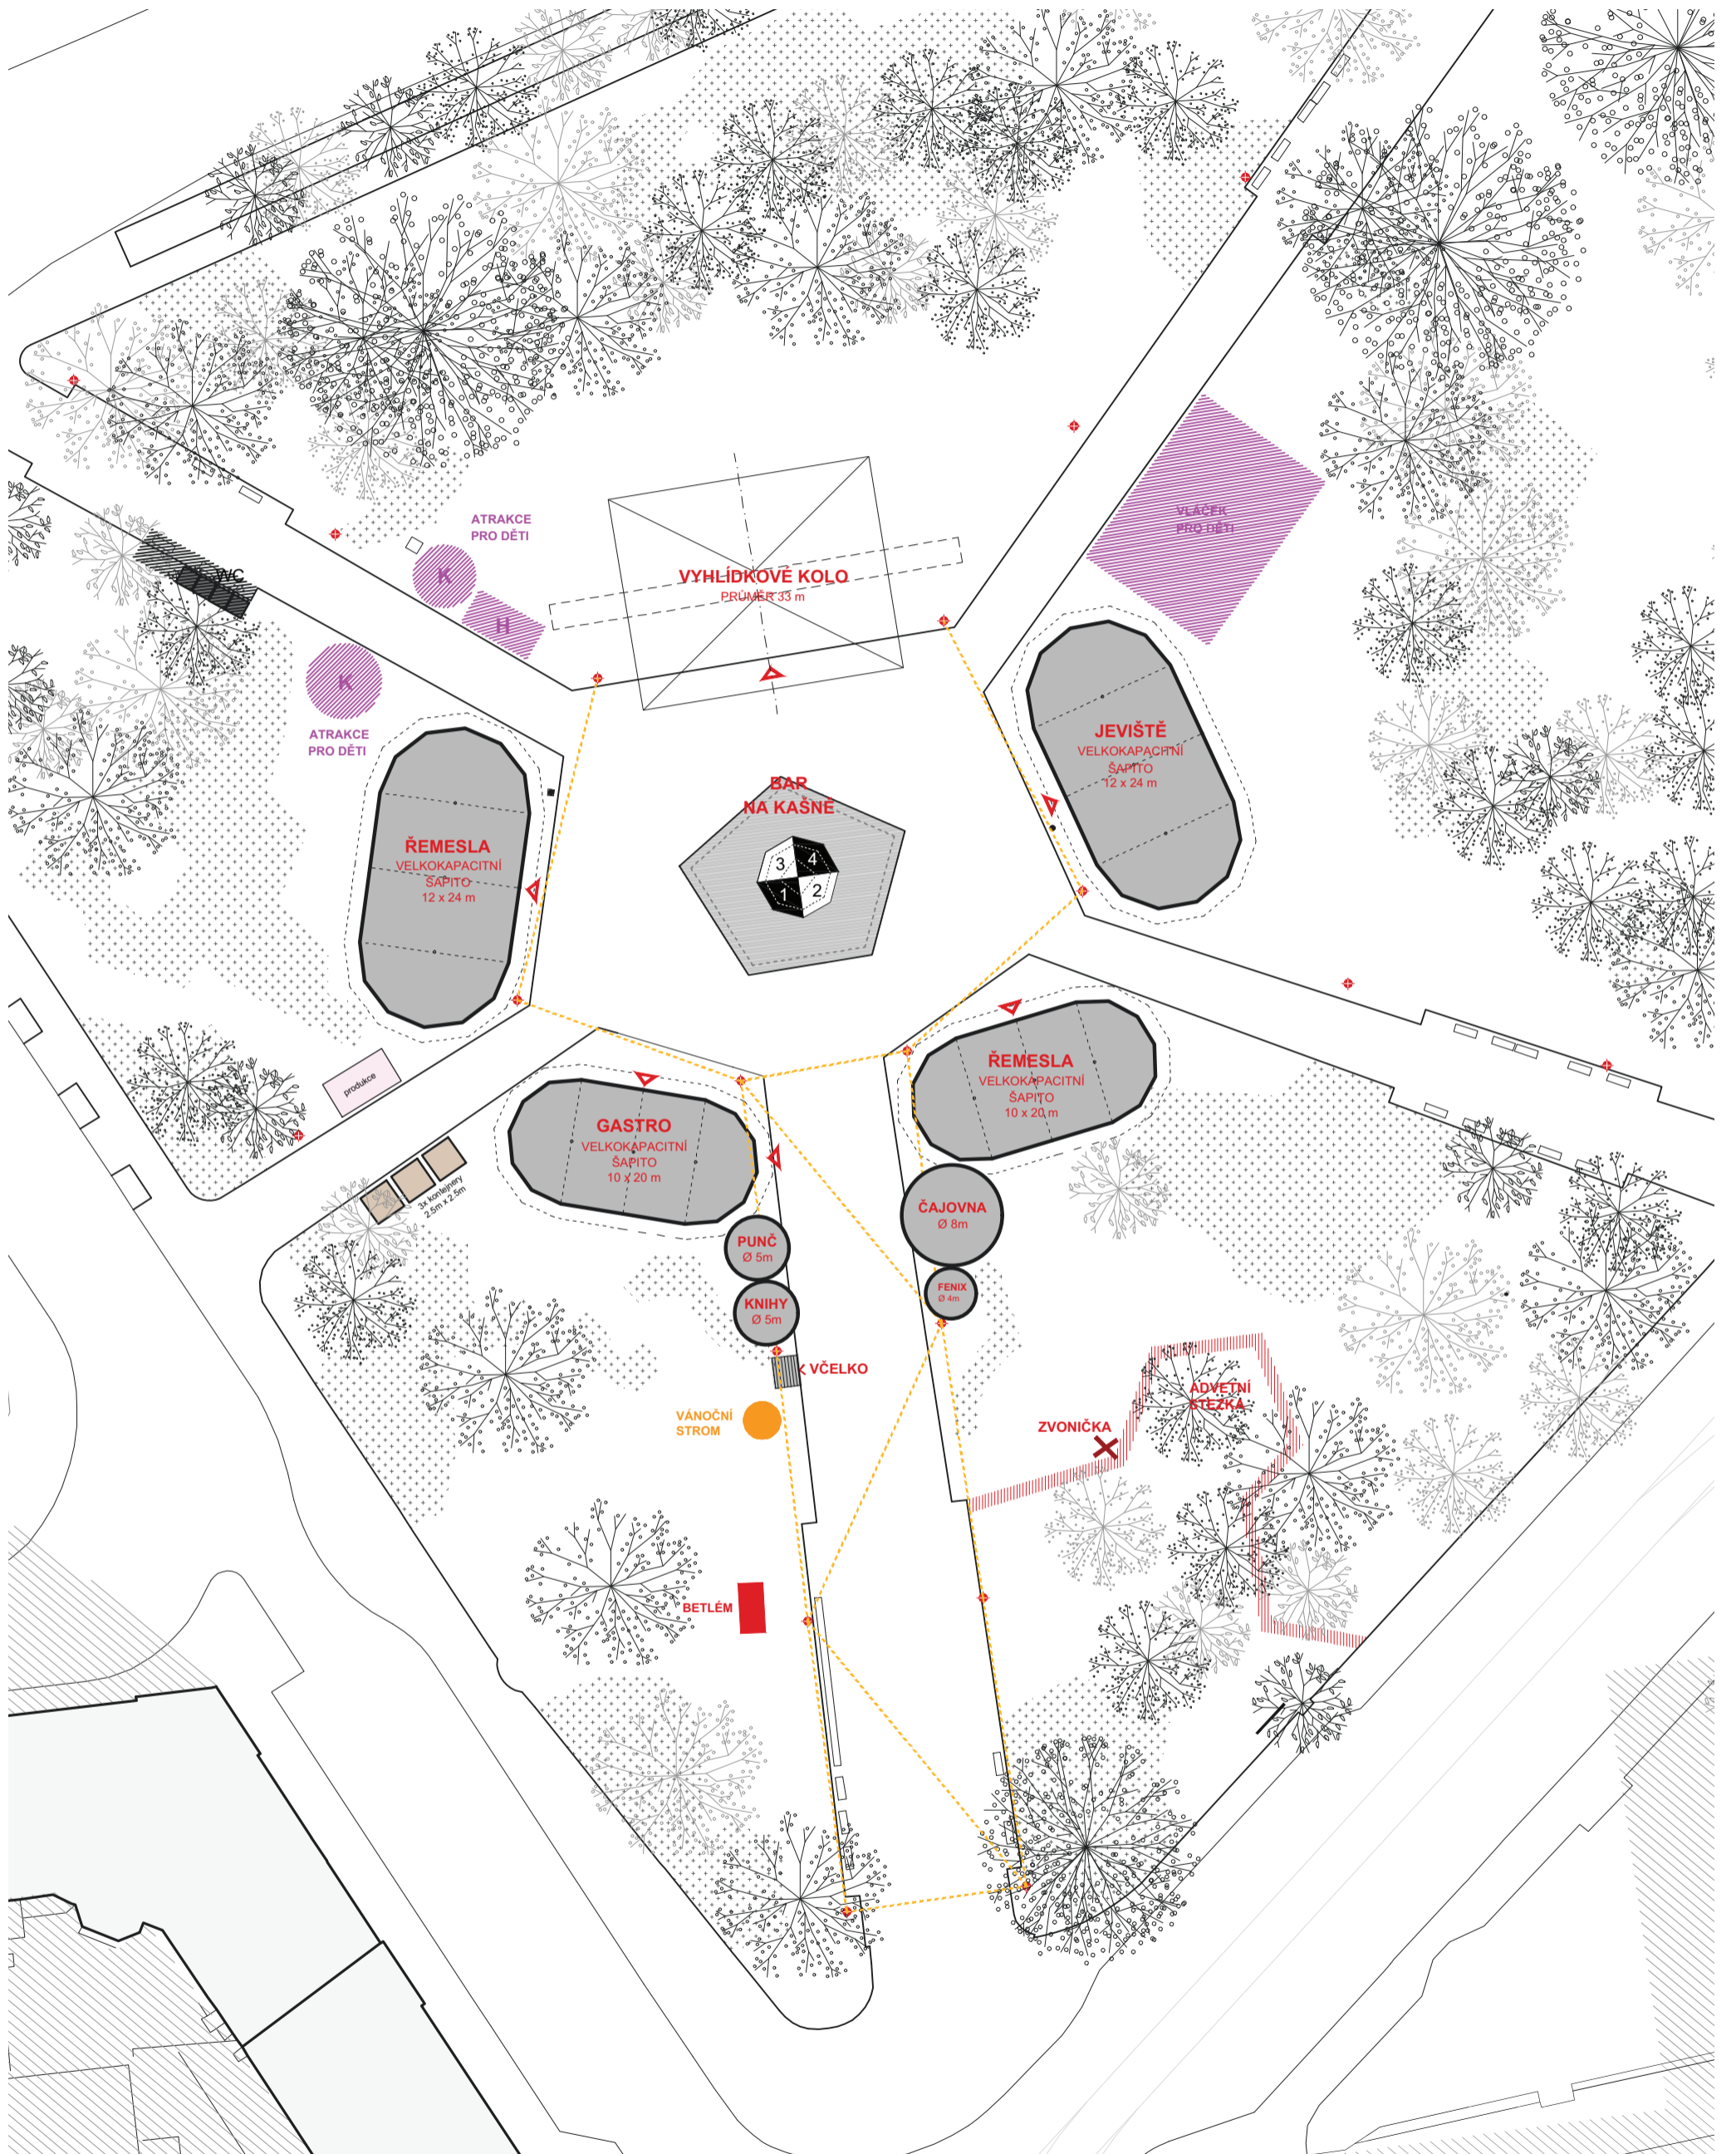 ATRAKCE
PRO DĚTI
K
H
WC
VYHLÍDKOVÉ KOLO
PRŮMĚR 33 m
VLÁČEK
PRO DĚTI
K
ATRAKCE
PRO DĚTI
JEVIŠTĚ
VELKOKAPACITNÍ
ŠAPITO
12 x 24 m
BAR
NA KAŠNĚ
3
4
1
2
ŘEMESLA
VELKOKAPACITNÍ
ŠAPITO
12 x 24 m
produkce
ŘEMESLA
VELKOKAPACITNÍ
ŠAPITO
10 x 20 m
GASTRO
VELKOKAPACITNÍ
ŠAPITO
10 x 20 m
3x kontejnery
2.5m x 2.5m
ČAJOVNA
Ø 8m
PUNČ
Ø 5m
FENIX
Ø 4m
KNIHY
Ø 5m
VČELKO
VÁNOČNÍ
STROM
ADVETNÍ
STEZKA
ZVONIČKA
BETLÉM